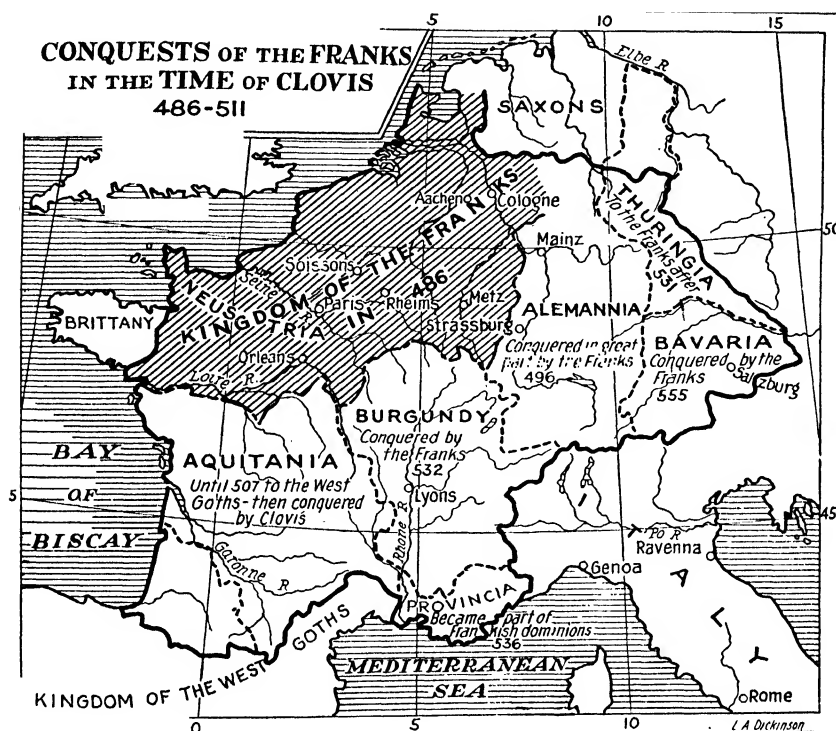 CONQUESTS OF THE FRANKS
IN THE TIME OF CLOVIS
486-511
5
10
15
Elbe R.
SAXONS
THURINGIA
To the Franks after
531
50
Aachen
Cologne
Mainz
KINGDOM OF THE FRANKS
IN 486
NEUSTRIA
Soissons
Seine
Paris
Rheims
Metz
Strassburg
BRITTANY
Orleans
Loire R.
ALEMANNIA
Conquered in great
part by the Franks
496
BAVARIA
Conquered by the
Franks
555
Salzburg
BURGUNDY
Conquered by
the Franks
532
Lyons
Rhone R.
AQUITANIA
Until 507 to the West
Goths-then conquered
by Clovis
BAY
OF
BISCAY
5
45
Garonne R
PROVINCIA
Became part of
Frankish dominions
536
Po R
Ravenna
Genoa
ITALY
Rome
MEDITERRANEAN
SEA
KINGDOM OF THE WEST GOTHS
0
5
10
L A Dickinson